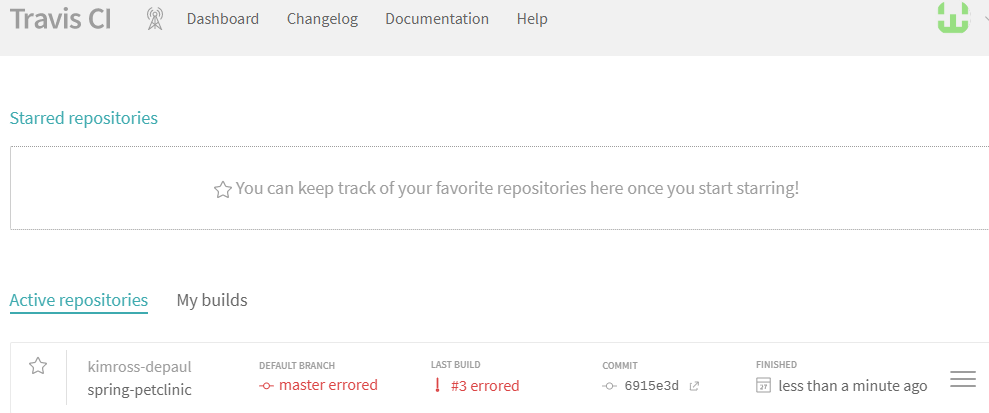 Travis CI Dashboard Changelog Documentation Help
Starred repositories
You can keep track of your favorite repositories here once you start starring!
Active repositories My builds
kimross-depaul DEFAULT BRANCH LAST BUILD COMMIT FINISHED
spring-petclinic master errored #3 errored 6915e3d 27 less than a minute ago